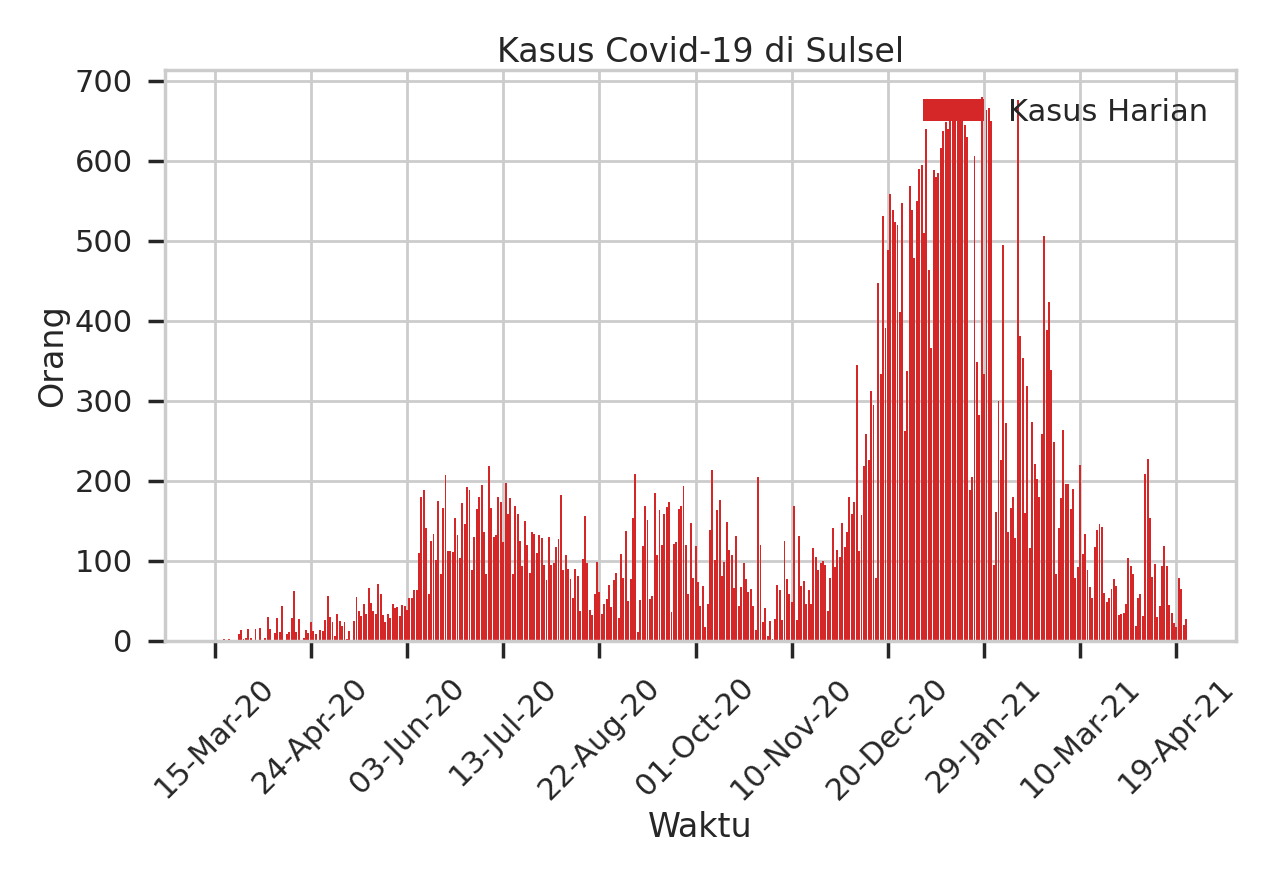 Kasus Covid-19 di Sulsel
Kasus Harian
Orang
700
600
500
400
300
200
100
0
15-Mar-20
24-Apr-20
03-Jun-20
13-Jul-20
22-Aug-20
01-Oct-20
10-Nov-20
20-Dec-20
29-Jan-21
10-Mar-21
19-Apr-21
Waktu